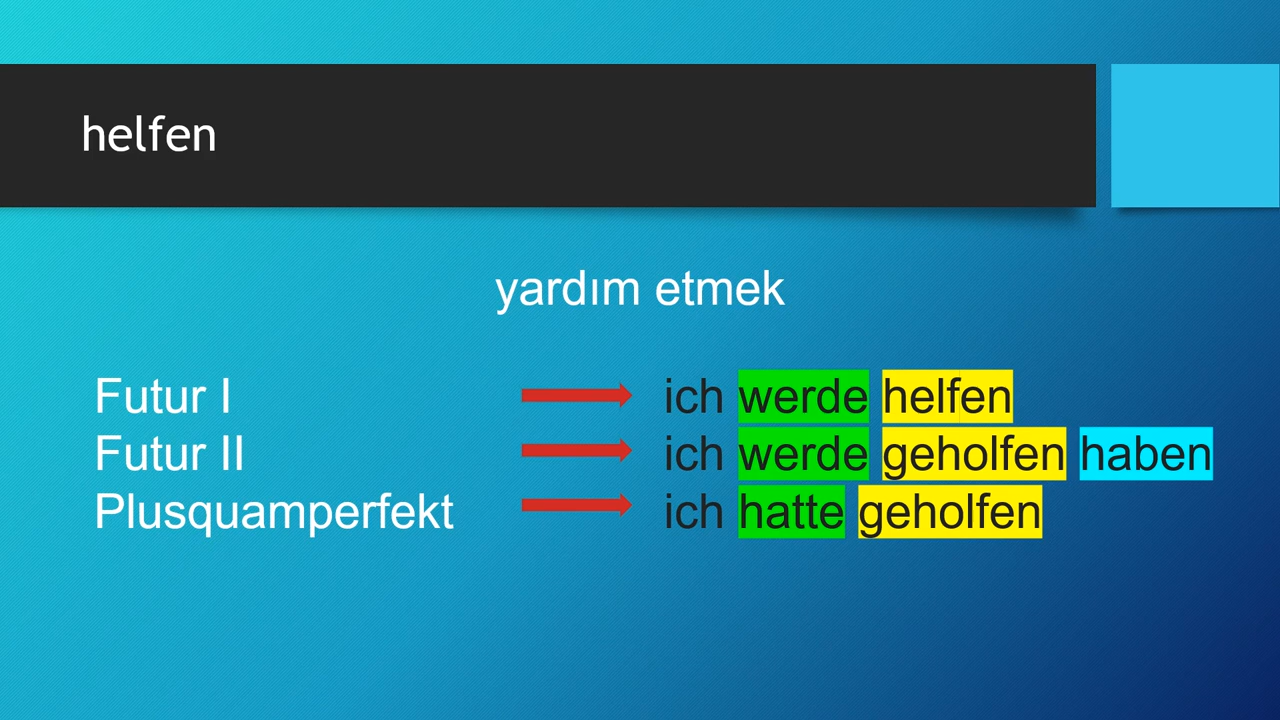 helfen
yardım etmek
Futur I ich werde helfen
Futur II ich werde geholfen haben
Plusquamperfekt ich hatte geholfen